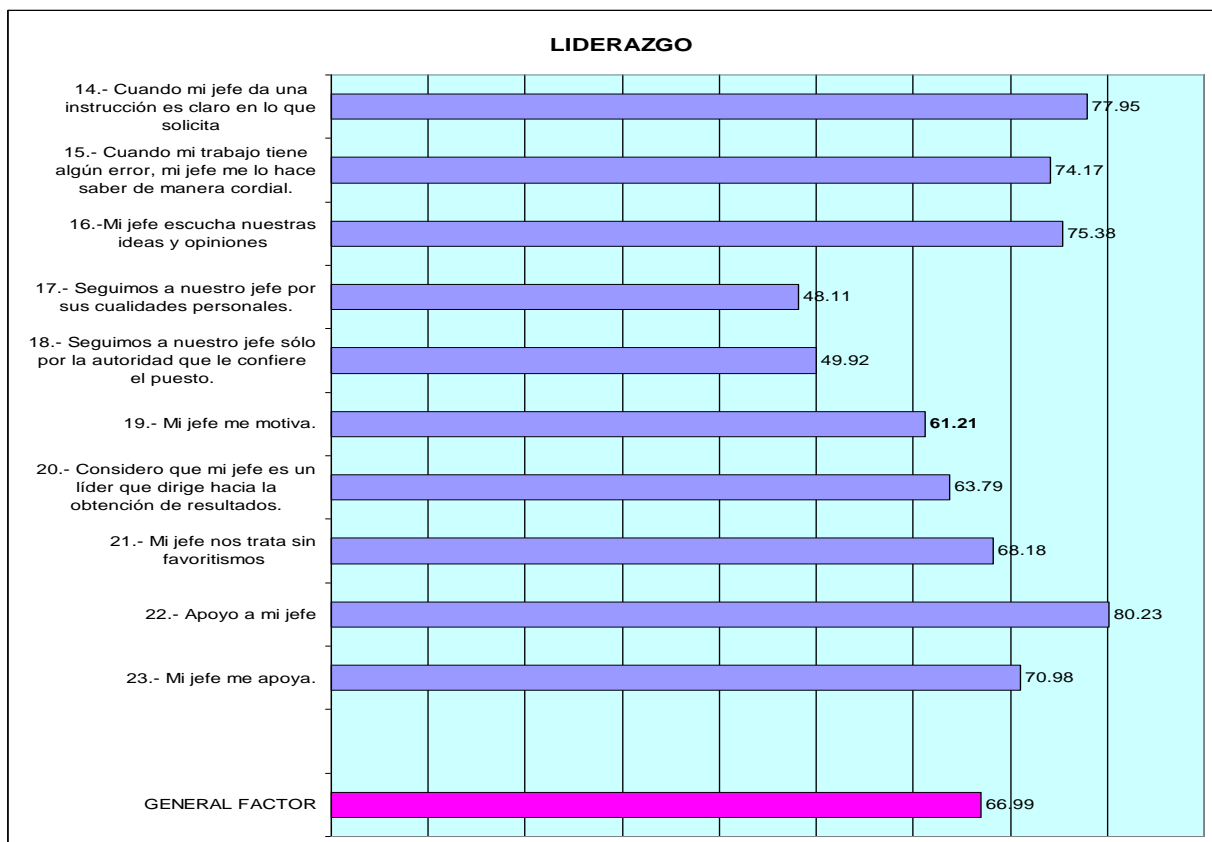 LIDERAZGO
14.- Cuando mi jefe da una
instrucción es claro en lo que
solicita
77.95
15.- Cuando mi trabajo tiene
algún error, mi jefe me lo hace
saber de manera cordial.
74.17
16.-Mi jefe escucha nuestras
ideas y opiniones
75.38
17.- Seguimos a nuestro jefe por
sus cualidades personales.
48.11
18.- Seguimos a nuestro jefe sólo
por la autoridad que le confiere
el puesto.
49.92
19.- Mi jefe me motiva.
61.21
20.- Considero que mi jefe es un
líder que dirige hacia la
obtención de resultados.
63.79
21.- Mi jefe nos trata sin
favoritismos
68.18
22.- Apoyo a mi jefe
80.23
23.- Mi jefe me apoya.
70.98
GENERAL FACTOR
66.99